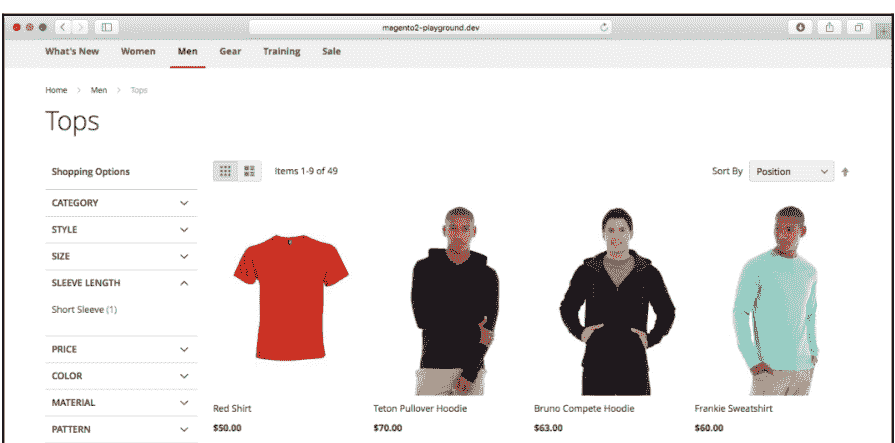 magento2-playground.dev
What's New Women Men Gear Training Sale
Home > Men > Tops
Tops
Shopping Options
Items 1-9 of 49
Sort By Position
CATEGORY
STYLE
SIZE
SLEEVE LENGTH
Short Sleeve (1)
PRICE
COLOR
MATERIAL
PATTERN
Red Shirt
$50.00
Teton Pullover Hoodie
$70.00
Bruno Compete Hoodie
$63.00
Frankie Sweatshirt
$60.00